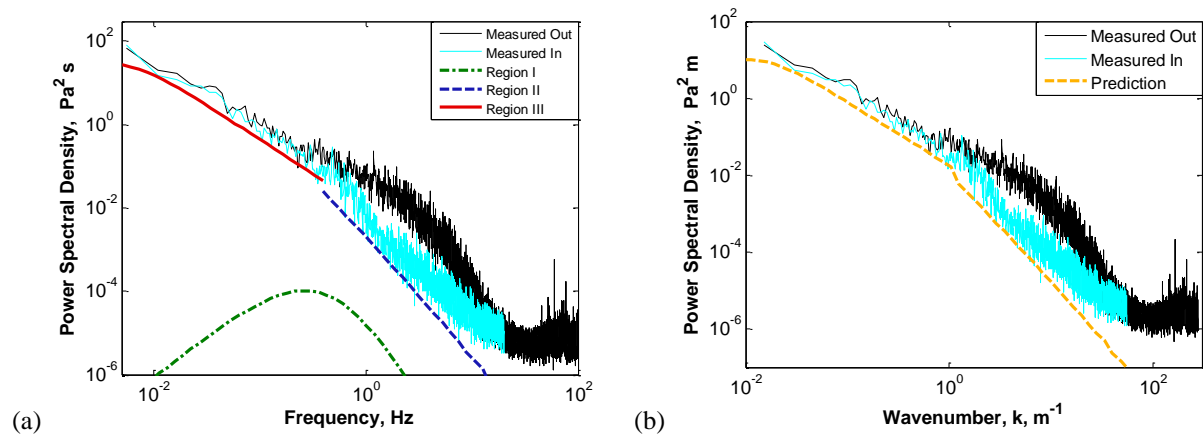 Measured Out
Measured In
Region I
Region II
Region III
10²
10⁰
10⁻²
10⁻⁴
10⁻⁶
Power Spectral Density, Pa² s
10⁻²
10⁰
10²
Frequency, Hz
(a)
Measured Out
Measured In
Prediction
10²
10⁰
10⁻²
10⁻⁴
10⁻⁶
Power Spectral Density, Pa² m
10⁻²
10⁰
10²
Wavenumber, k, m⁻¹
(b)